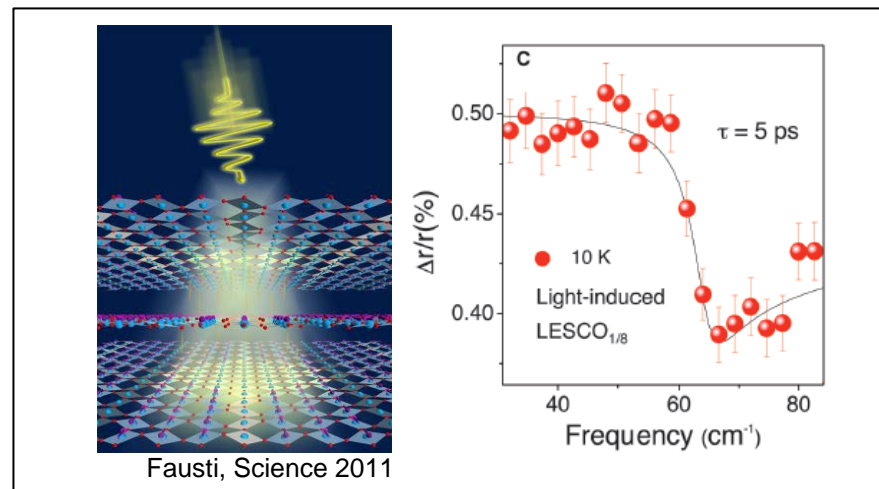 C
0.50
0.45
0.40
Δr/r(%)
τ = 5 ps
10 K
Light-induced
LESCO1/8
40
60
80
Frequency (cm-1)
Fausti, Science 2011